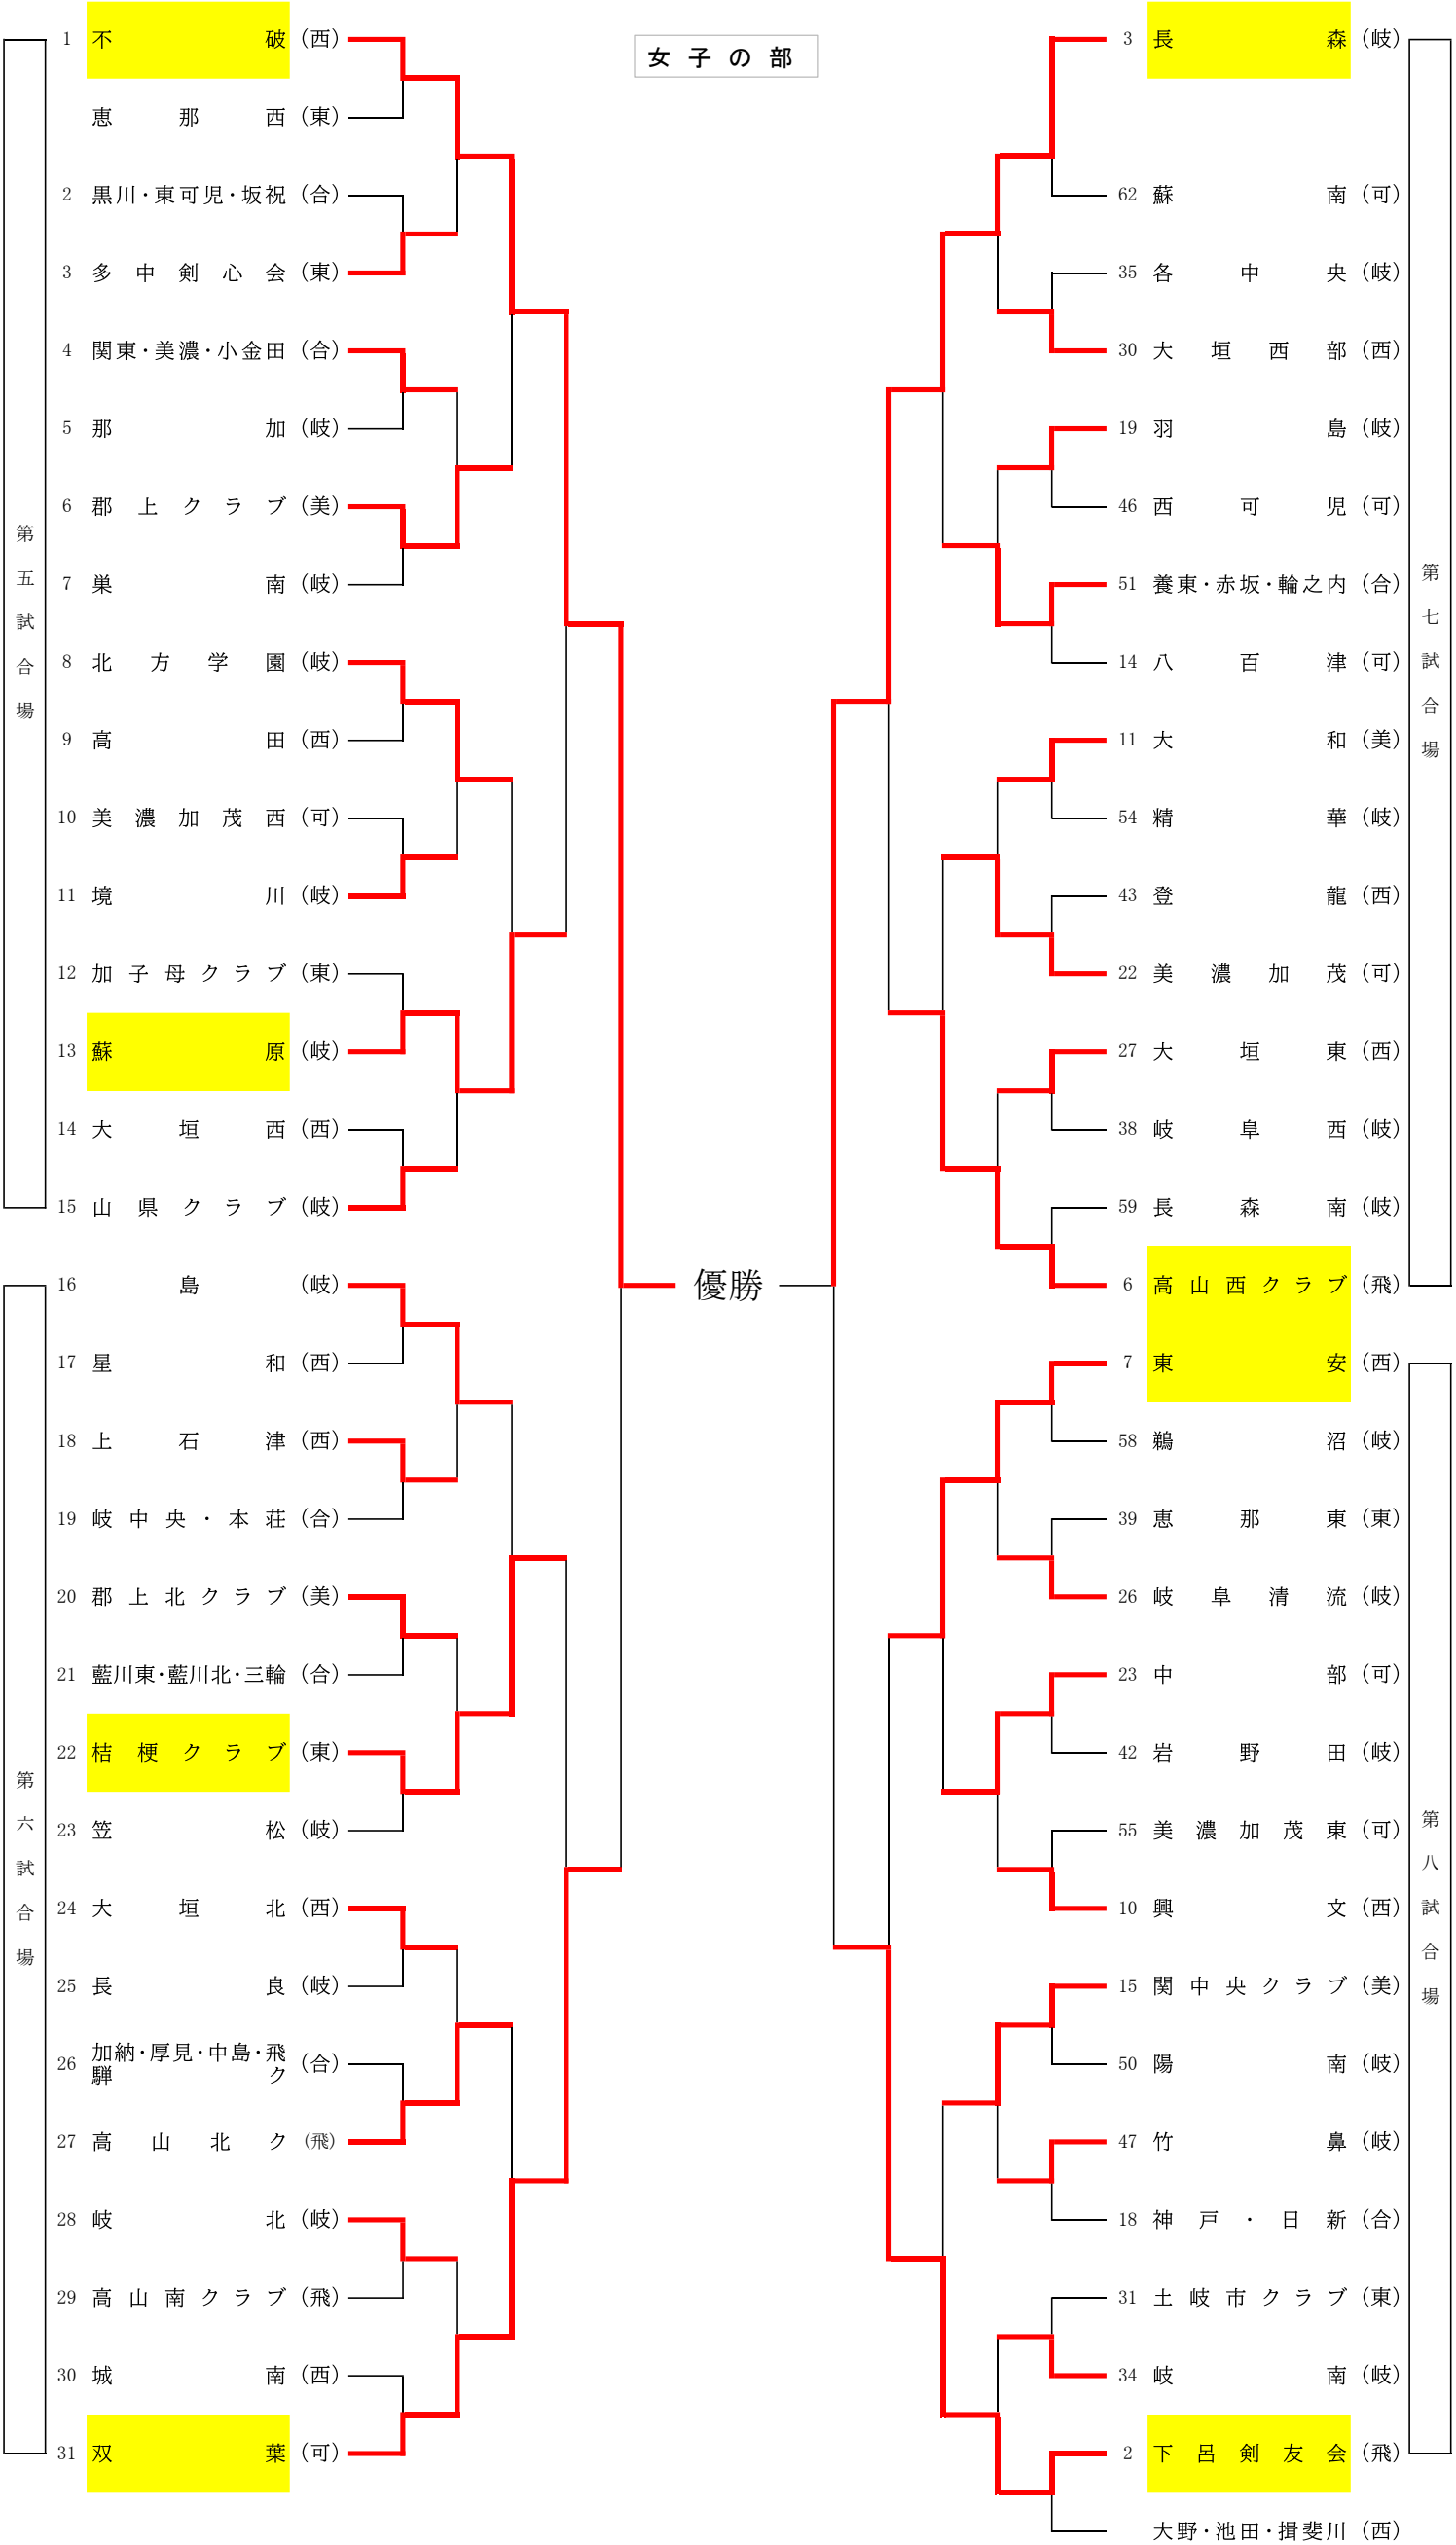 女子の部
第五試合場
1 不破（西）
恵那西（東）
2 黒川・東可児・坂祝（合）
3 多中剣心会（東）
4 関東・美濃・小金田（合）
5 那加（岐）
6 郡上クラブ（美）
7 巣南（岐）
8 北方学園（岐）
9 高田（西）
10 美濃加茂西（可）
11 境川（岐）
12 加子母クラブ（東）
13 蘇原（岐）
14 大垣西（西）
15 山県クラブ（岐）
第六試合場
16 島（岐）
17 星和（西）
18 上石津（西）
19 岐中央・本荘（合）
20 郡上北クラブ（美）
21 藍川東・藍川北・三輪（合）
22 桔梗クラブ（東）
23 笠松（岐）
24 大垣北（西）
25 長良（岐）
26 加納・厚見・中島・飛
騨ク（合）
27 高山北ク（飛）
28 岐北（岐）
29 高山南クラブ（飛）
30 城南（西）
31 双葉（可）
優勝
第七試合場
3 長森（岐）
62 蘇南（可）
35 各中央（岐）
30 大垣西部（西）
19 羽島（岐）
46 西可児（可）
51 養東・赤坂・輪之内（合）
14 八百津（可）
11 大和（美）
54 精華（岐）
43 登龍（西）
22 美濃加茂（可）
27 大垣東（西）
38 岐阜西（岐）
59 長森南（岐）
6 高山西クラブ（飛）
第八試合場
7 東安（西）
58 鵜沼（岐）
39 恵那東（東）
26 岐阜清流（岐）
23 中部（可）
42 岩野田（岐）
55 美濃加茂東（可）
10 興文（西）
15 関中央クラブ（美）
50 陽南（岐）
47 竹鼻（岐）
18 神戸・日新（合）
31 土岐市クラブ（東）
34 岐南（岐）
2 下呂剣友会（飛）
大野・池田・揖斐川（西）